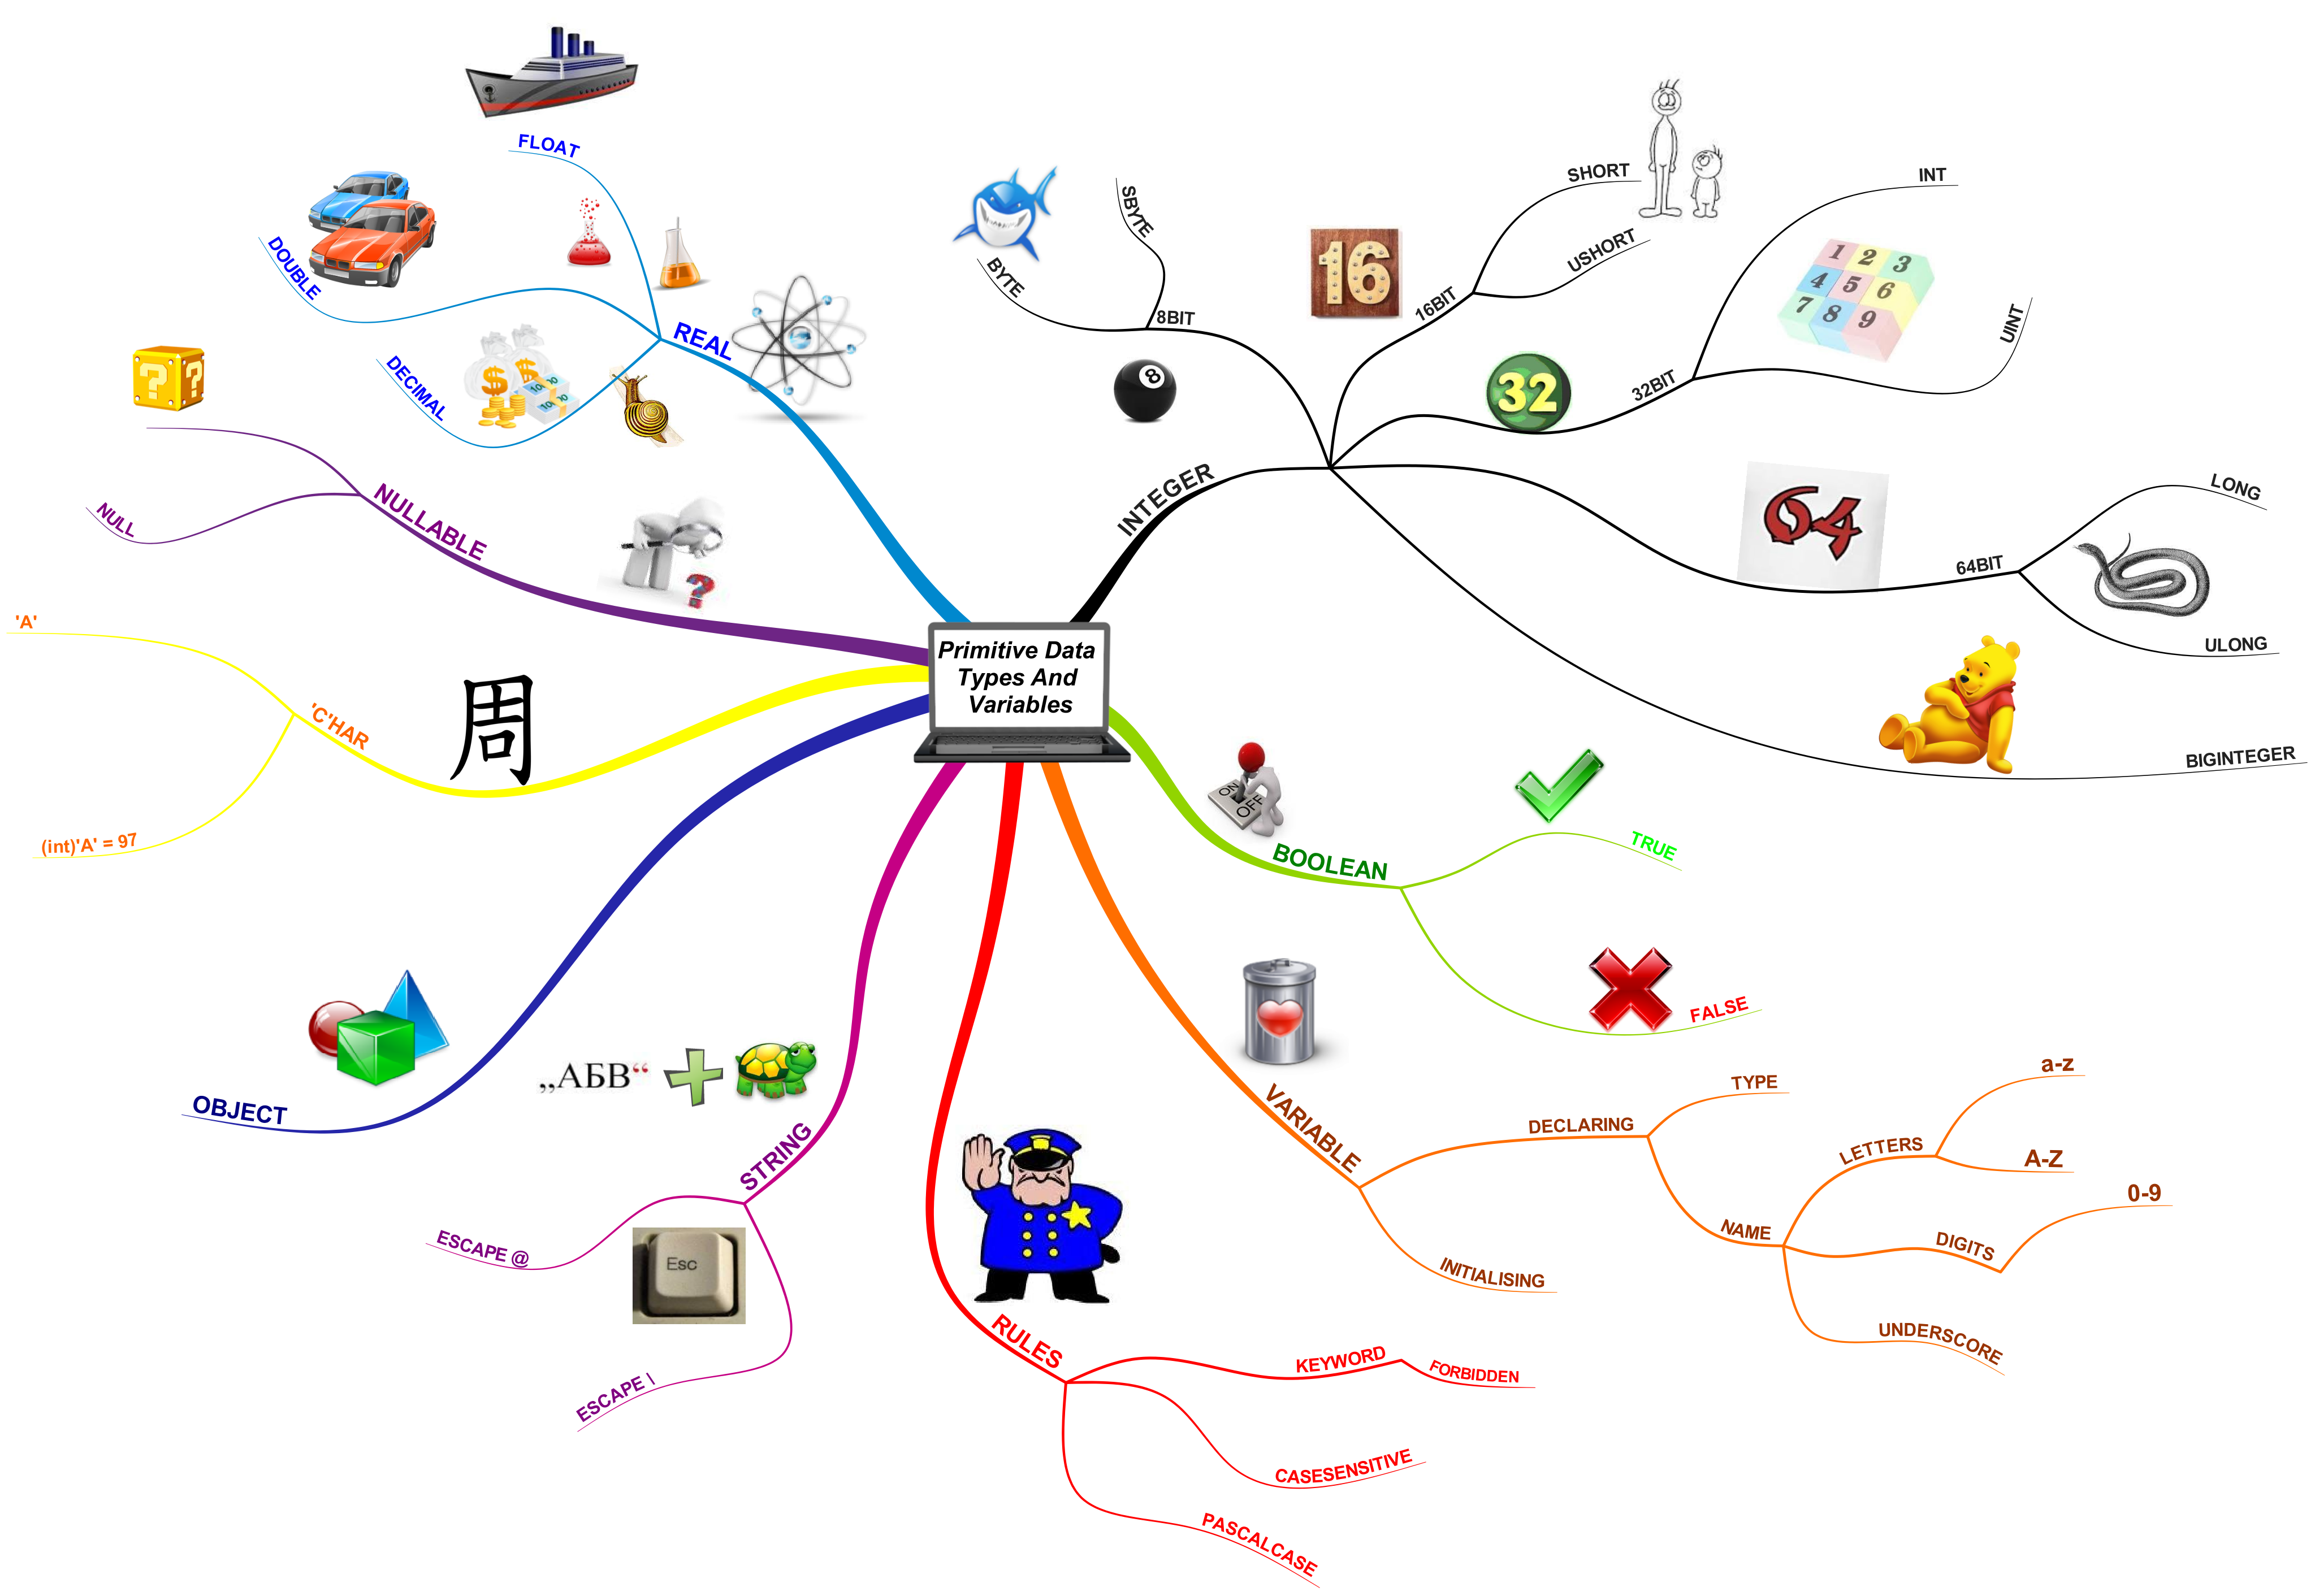 Primitive Data
Types And
Variables
INTEGER
8BIT
SBYTE
BYTE
8
16
16BIT
SHORT
USHORT
32
32BIT
INT
UINT
1 2 3
4 5 6
7 8 9
64
64BIT
LONG
ULONG
BIGINTEGER
ON
OFF
BOOLEAN
TRUE
FALSE
VARIABLE
DECLARING
TYPE
NAME
LETTERS
a-z
A-Z
DIGITS
0-9
UNDERSCORE
INITIALISING
RULES
KEYWORD
FORBIDDEN
CASESENSITIVE
PASCALCASE
STRING
„АБВ“
ESCAPE @
Esc
ESCAPE \
OBJECT
'C'HAR
周
'A'
(int)'A' = 97
NULLABLE
?
NULL
? ?
REAL
FLOAT
DOUBLE
DECIMAL
$ $